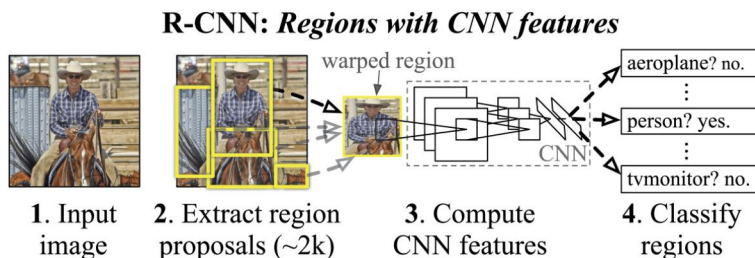 R-CNN: Regions with CNN features
warped region
aeroplane? no.
⋮
person? yes.
⋮
tvmonitor? no.
CNN
1. Input
image
2. Extract region
proposals (~2k)
3. Compute
CNN features
4. Classify
regions